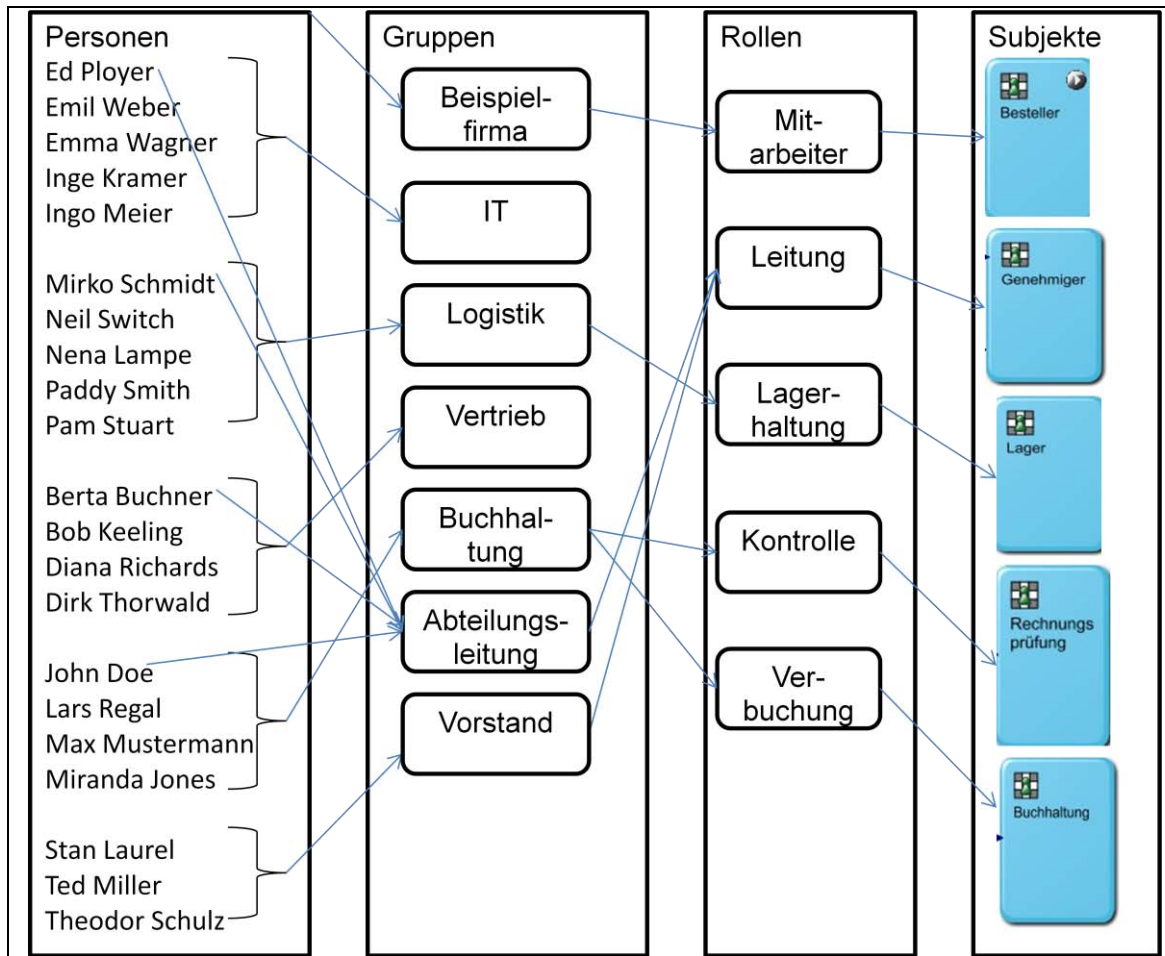 Personen
Ed Ployer
Emil Weber
Emma Wagner
Inge Kramer
Ingo Meier
Mirko Schmidt
Neil Switch
Nena Lampe
Paddy Smith
Pam Stuart
Berta Buchner
Bob Keeling
Diana Richards
Dirk Thorwald
John Doe
Lars Regal
Max Mustermann
Miranda Jones
Stan Laurel
Ted Miller
Theodor Schulz
Gruppen
Beispiel-
firma
IT
Logistik
Vertrieb
Buchhal-
tung
Abteilungs-
leitung
Vorstand
Rollen
Mit-
arbeiter
Leitung
Lager-
haltung
Kontrolle
Ver-
buchung
Subjekte
Besteller
Genehmiger
Lager
Rechnungs
prüfung
Buchhaltung